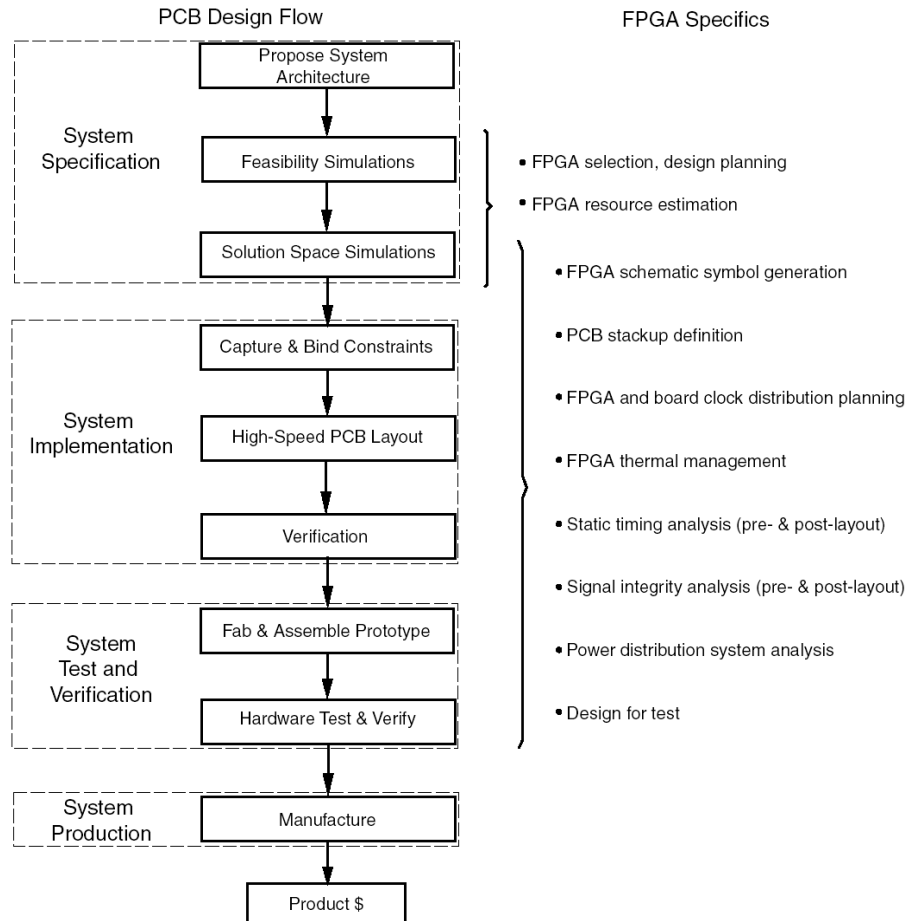 PCB Design Flow
FPGA Specifics
Propose System
Architecture
System
Specification
Feasibility Simulations
Solution Space Simulations
• FPGA selection, design planning
• FPGA resource estimation
System
Implementation
Capture & Bind Constraints
High-Speed PCB Layout
Verification
System
Test and
Verification
Fab & Assemble Prototype
Hardware Test & Verify
• FPGA schematic symbol generation
• PCB stackup definition
• FPGA and board clock distribution planning
• FPGA thermal management
• Static timing analysis (pre- & post-layout)
• Signal integrity analysis (pre- & post-layout)
• Power distribution system analysis
• Design for test
System
Production
Manufacture
Product $